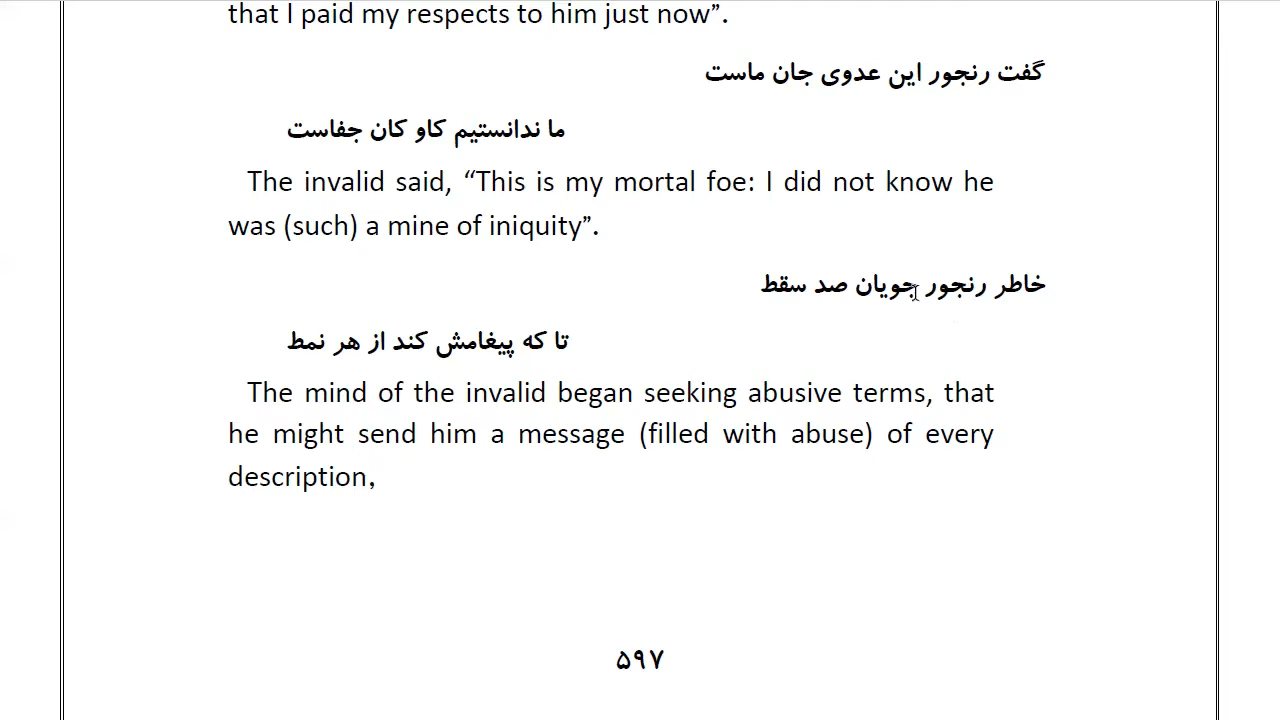 that I paid my respects to him just now”.
گفت رنجور این عدوی جان ماست
ما ندانستیم کاو کان جفاست
The invalid said, “This is my mortal foe: I did not know he
was (such) a mine of iniquity”.
خاطر رنجور جویان صد سقط
تا که پیغامش کند از هر نمط
The mind of the invalid began seeking abusive terms, that
he might send him a message (filled with abuse) of every
description,
۵۹۷